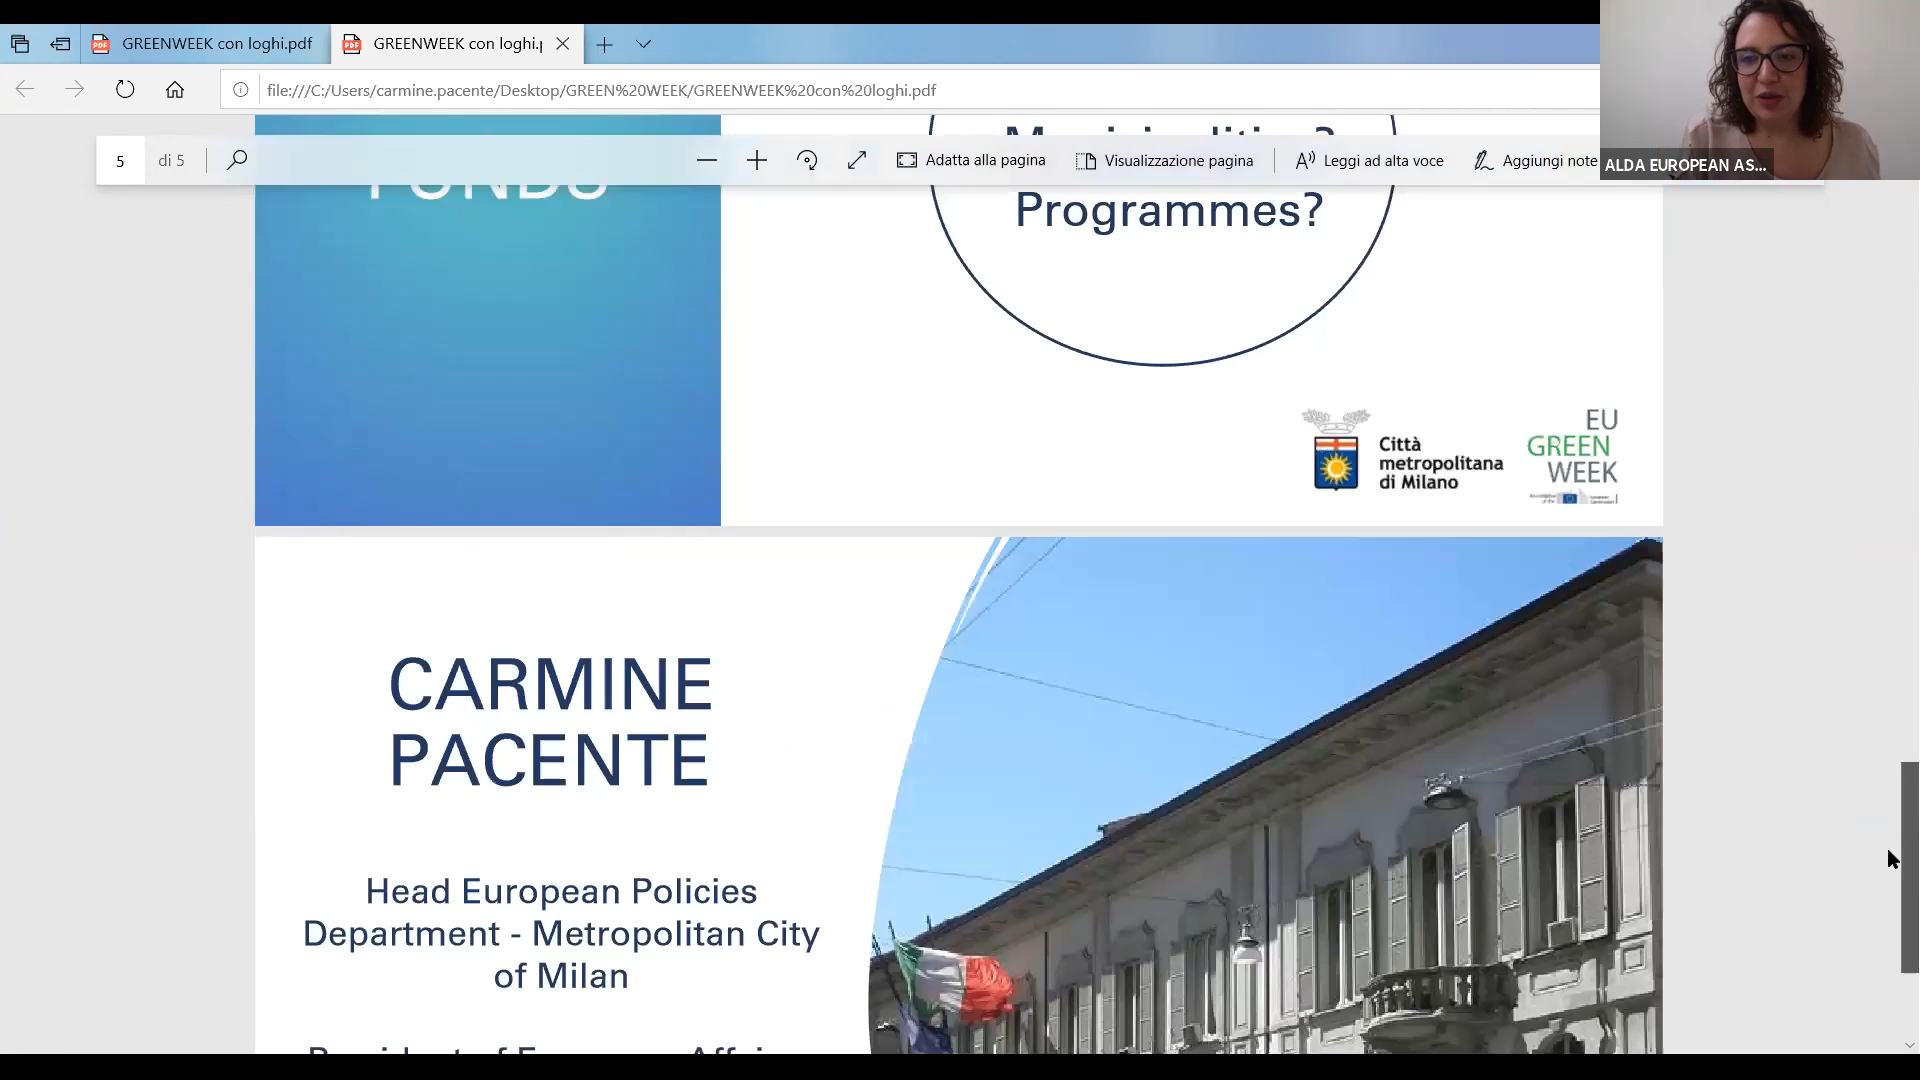 GREENWEEK con loghi.pdf
GREENWEEK con loghi.p
file:///C:/Users/carmine.pacente/Desktop/GREEN%20WEEK/GREENWEEK%20con%20loghi.pdf
5 di 5
Adatta alla pagina
Visualizzazione pagina
Leggi ad alta voce
Aggiungi note
ALDA EUROPEAN AS...
FONDS
Municipalities?
Programmes?
Città
metropolitana
di Milano
EU
GREEN
WEEK
CARMINE
PACENTE
Head European Policies
Department - Metropolitan City
of Milan